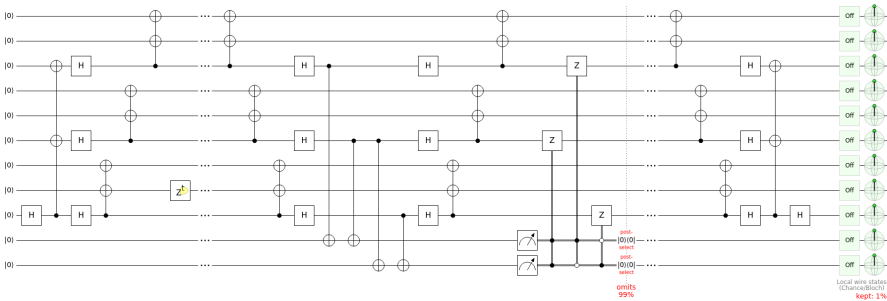 |0⟩ ... ... ... Off
|0⟩ Off
|0⟩ H H H Z H Off
|0⟩ Off
|0⟩ ... ... ... Off
|0⟩ H H H Z H Off
|0⟩ Off
|0⟩ Zᵗ ... ... Off
|0⟩ H H H H Z H H Off
post-
|0⟩ |0⟩⟨0| Off
select
post-
|0⟩ |0⟩⟨0| ... Off
select
omits
99%
Local wire states
(Chance/Bloch)
kept: 1%